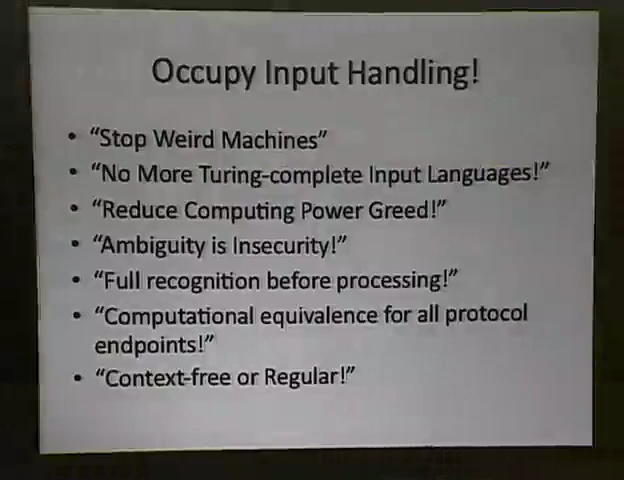 Occupy Input Handling!
• “Stop Weird Machines”
• “No More Turing-complete Input Languages!”
• “Reduce Computing Power Greed!”
• “Ambiguity is Insecurity!”
• “Full recognition before processing!”
• “Computational equivalence for all protocol
endpoints!”
• “Context-free or Regular!”